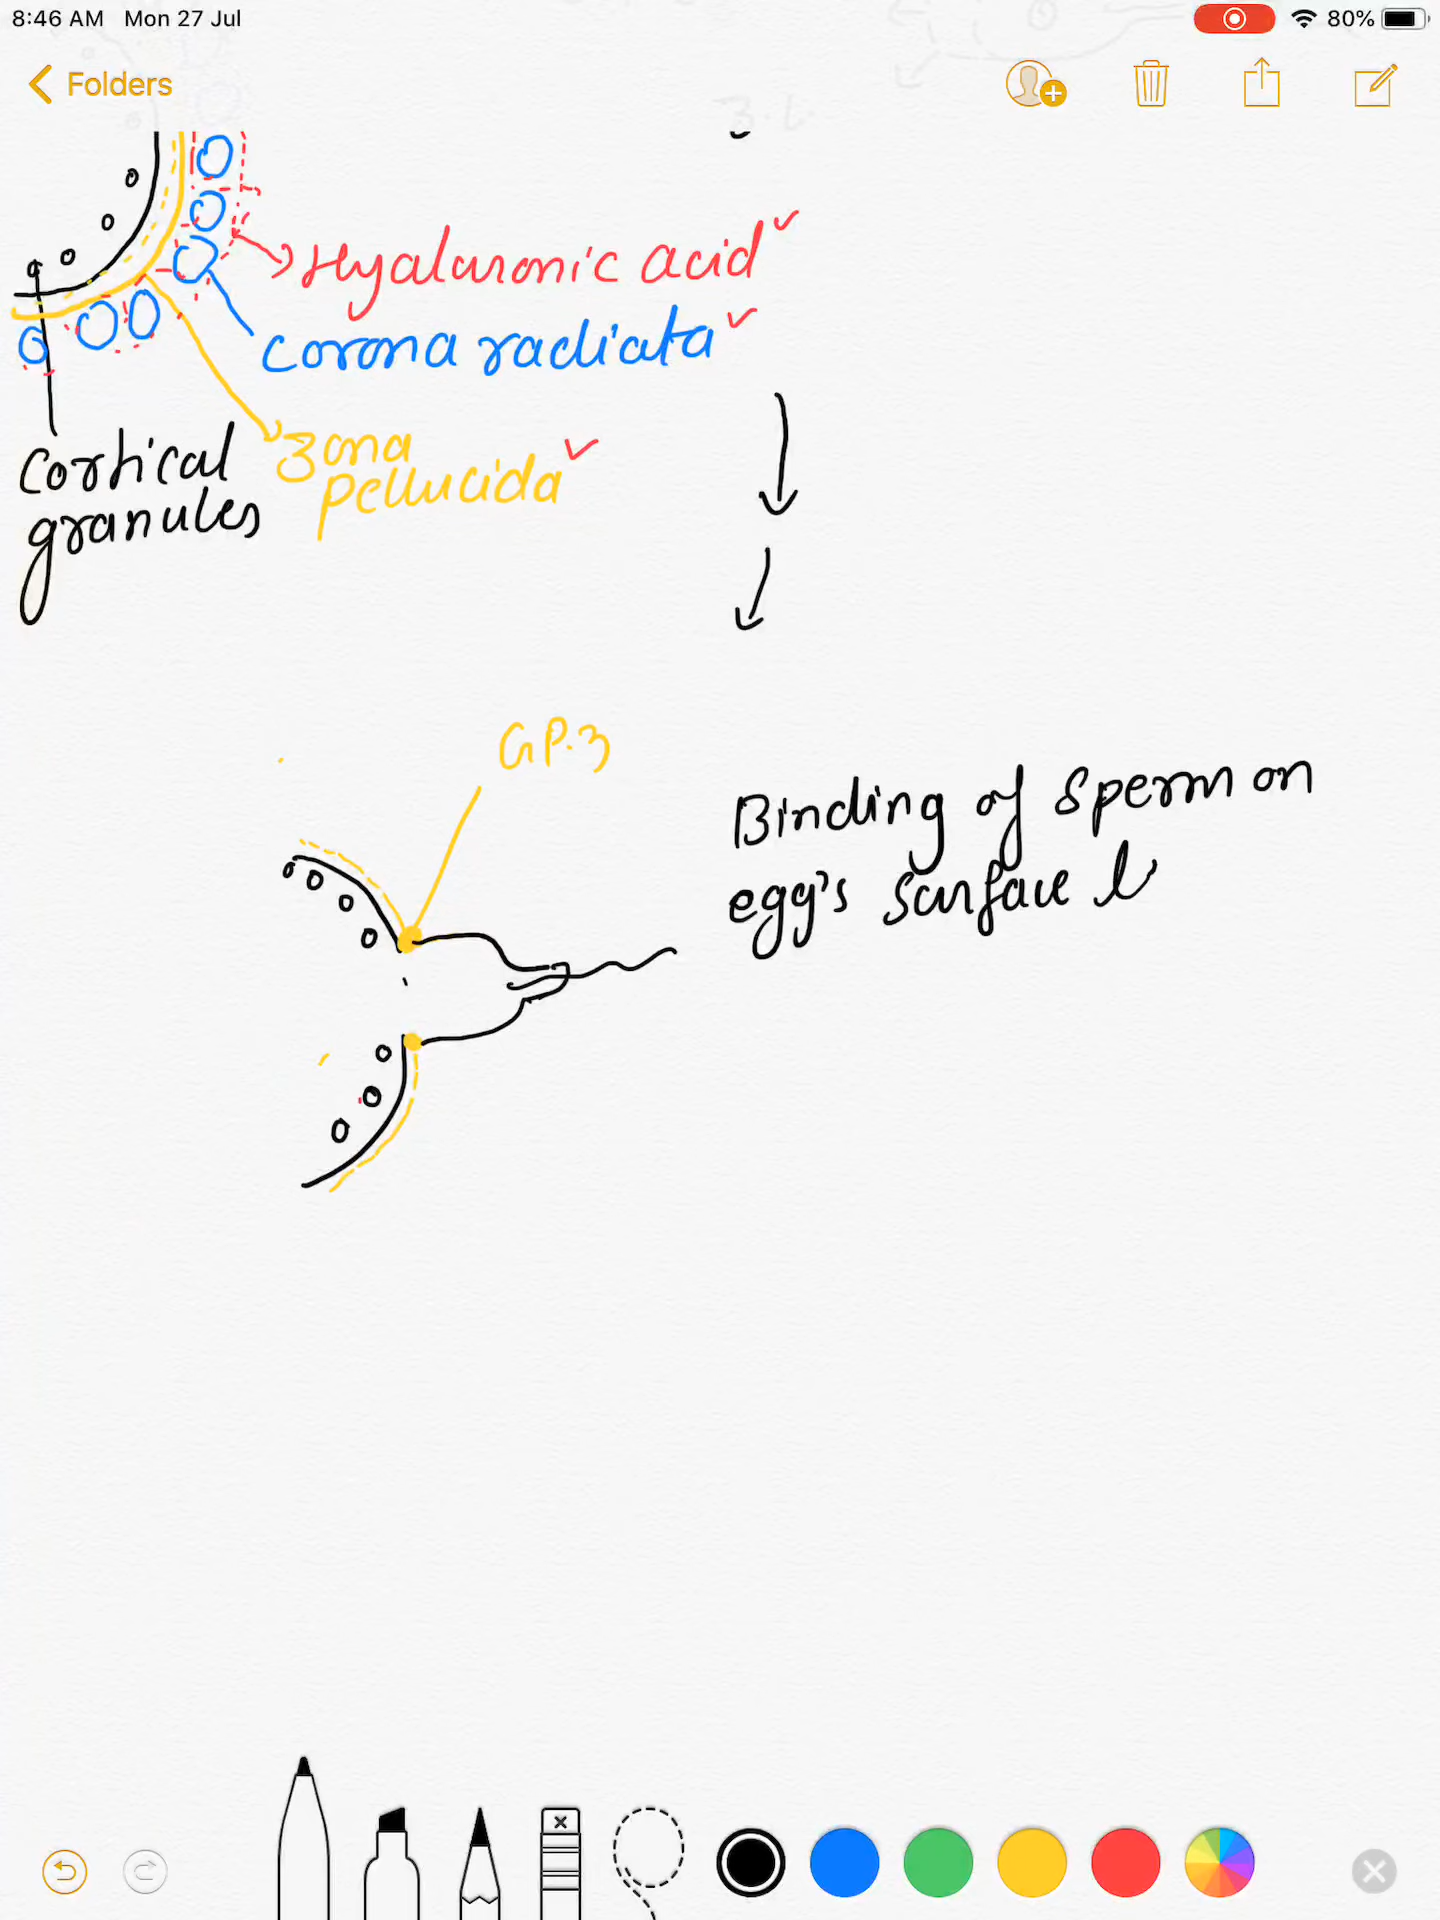 8:46 AM Mon 27 Jul
80%
Folders
Hyaluronic acid
Corona radiata
Cortical
granules
Zona
pellucida
GP.3
Binding of sperm on
egg's surface